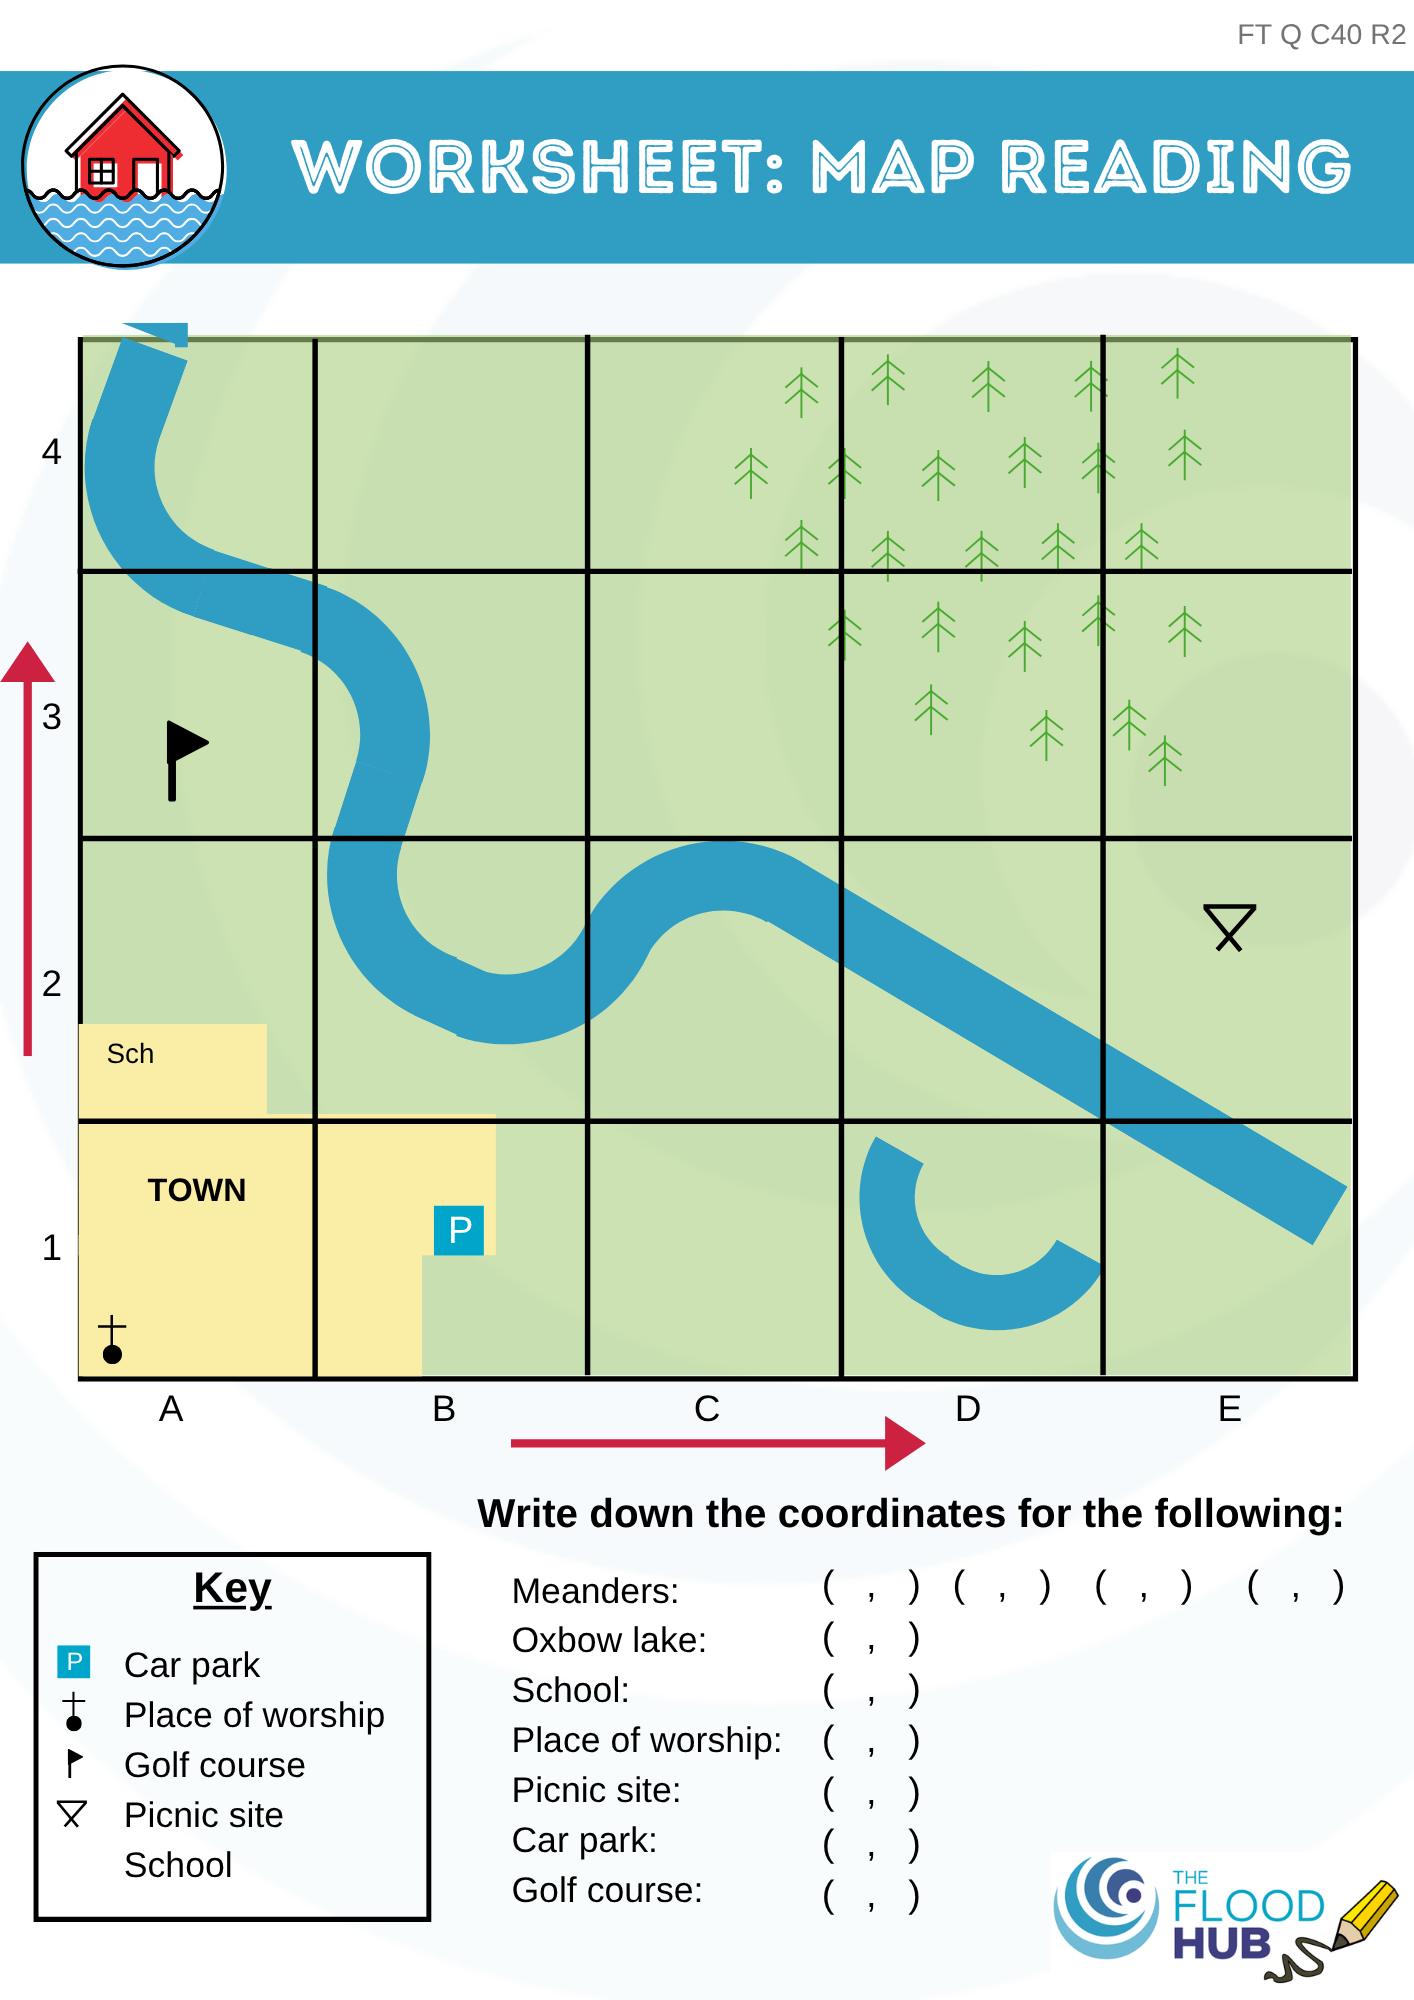 FT Q C40 R2
WORKSHEET: MAP READING
4
3
2
Sch
TOWN
P
1
A B C D E
Write down the coordinates for the following:
Key
P Car park
Place of worship
Golf course
Picnic site
School
Meanders: ( , ) ( , ) ( , ) ( , )
Oxbow lake: ( , )
School: ( , )
Place of worship: ( , )
Picnic site: ( , )
Car park: ( , )
Golf course: ( , )
THE
FLOOD
HUB